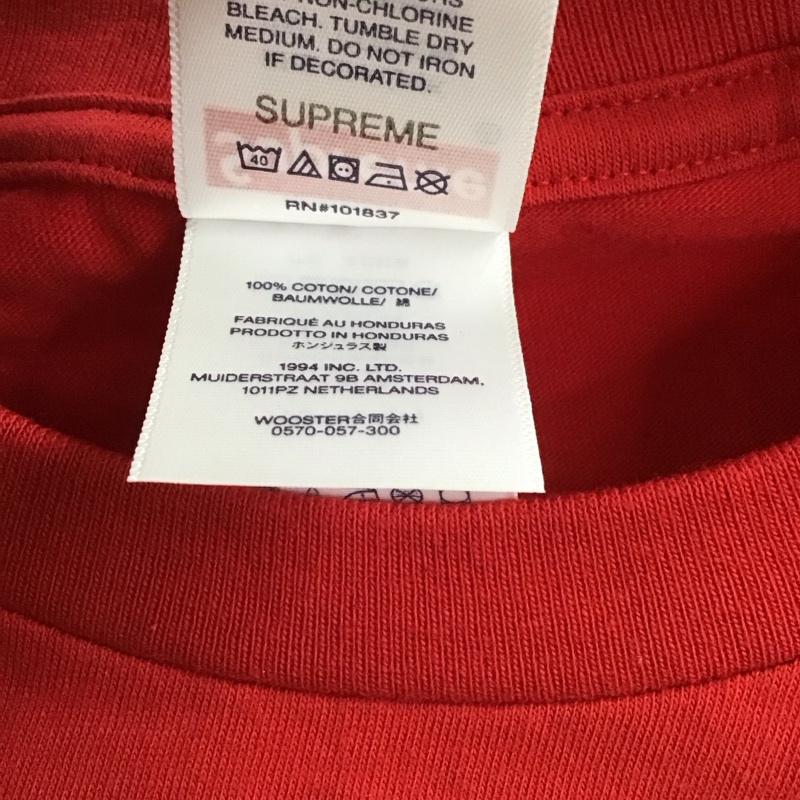 NON-CHLORINE
BLEACH. TUMBLE DRY
MEDIUM. DO NOT IRON
IF DECORATED.
SUPREME
40
RN#101837
100% COTON/ COTONE/
BAUMWOLLE/ 綿
FABRIQUÉ AU HONDURAS
PRODOTTO IN HONDURAS
ホンジュラス製
1994 INC. LTD.
MUIDERSTRAAT 9B AMSTERDAM,
1011PZ NETHERLANDS
WOOSTER合同会社
0570-057-300